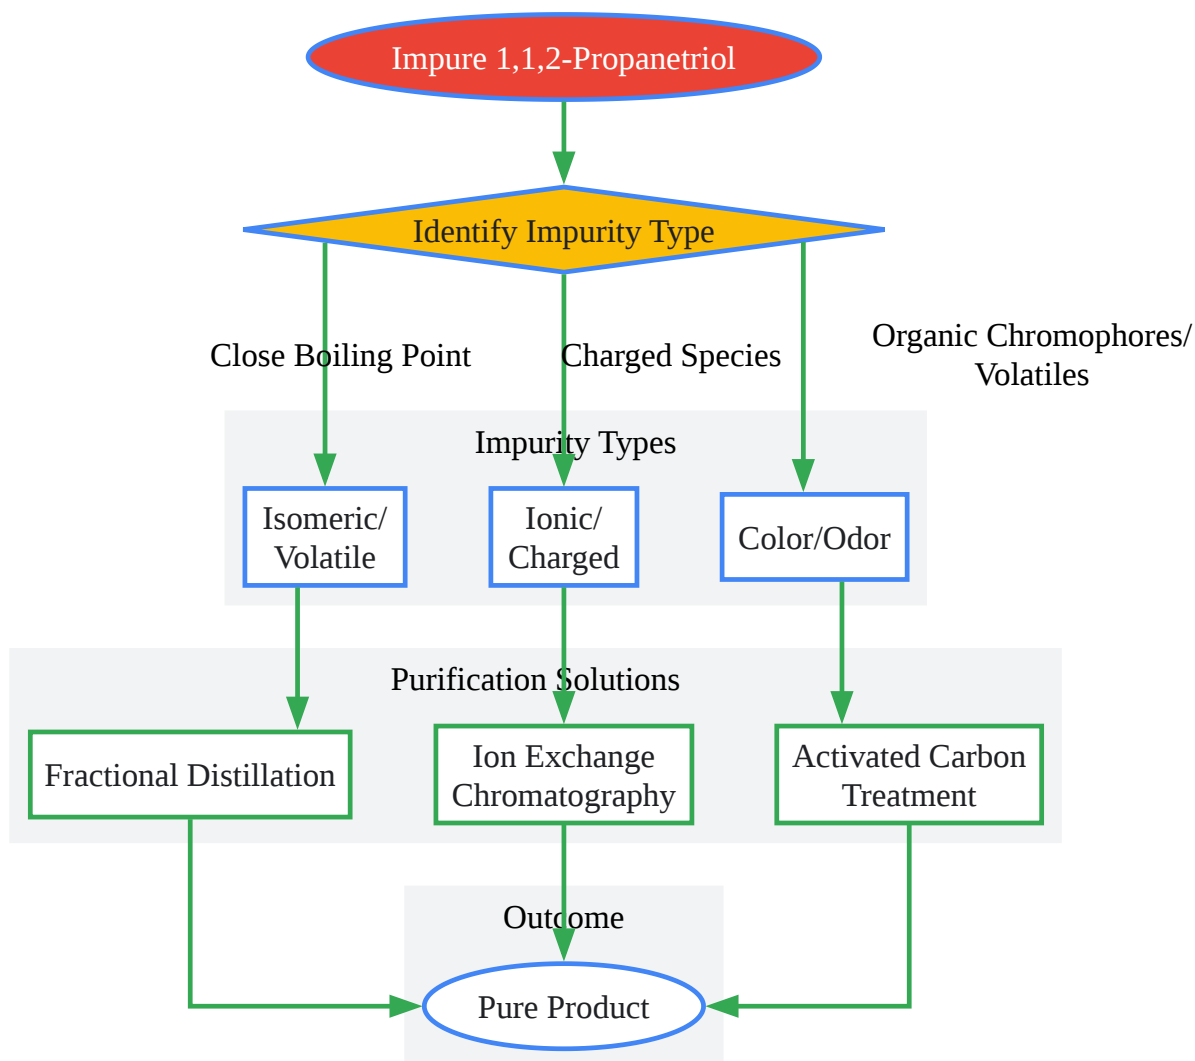 Impure 1,1,2-Propanetriol
Identify Impurity Type
Close Boiling Point
Charged Species
Organic Chromophores/
Volatiles
Impurity Types
Isomeric/
Volatile
Ionic/
Charged
Color/Odor
Purification Solutions
Fractional Distillation
Ion Exchange
Chromatography
Activated Carbon
Treatment
Outcome
Pure Product